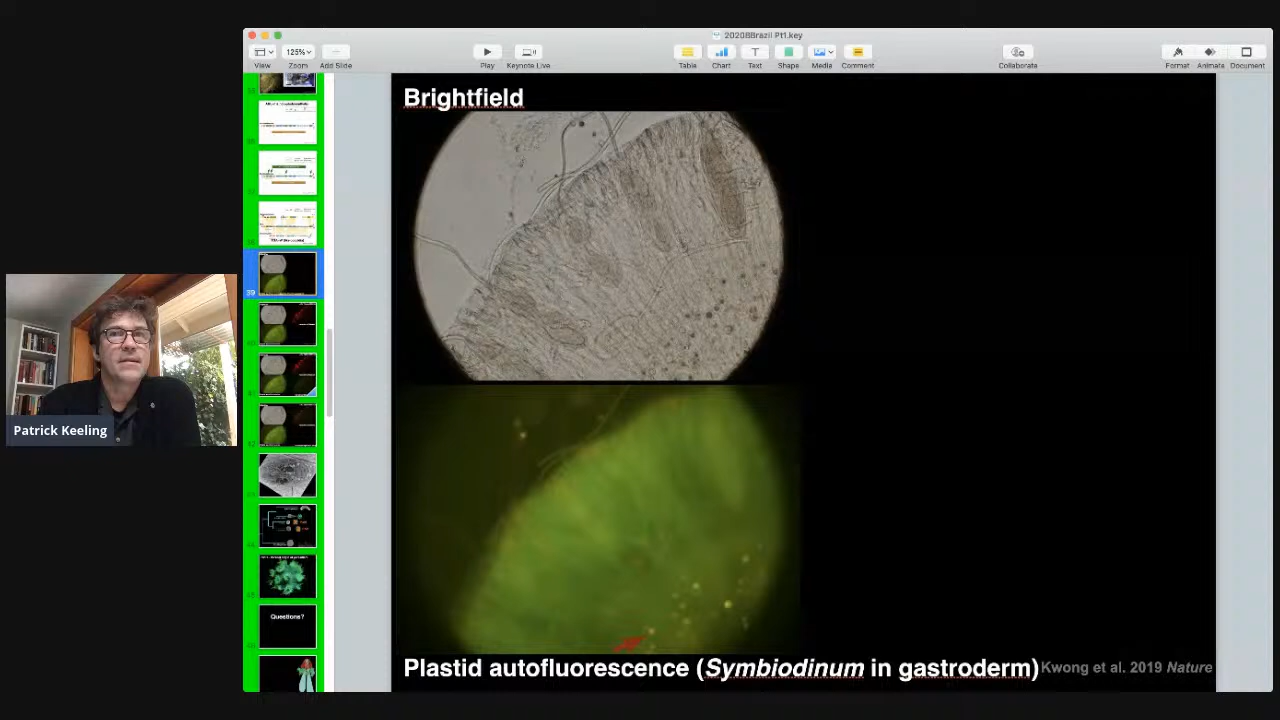 2020BBrazil Pt1.key
125%
View
Zoom
Add Slide
Play
Keynote Live
Table
Chart
Text
Shape
Media
Comment
Collaborate
Format
Animate
Document
39
Questions?
Patrick Keeling
Brightfield
Plastid autofluorescence (Symbiodinum in gastroderm)
Kwong et al. 2019 Nature